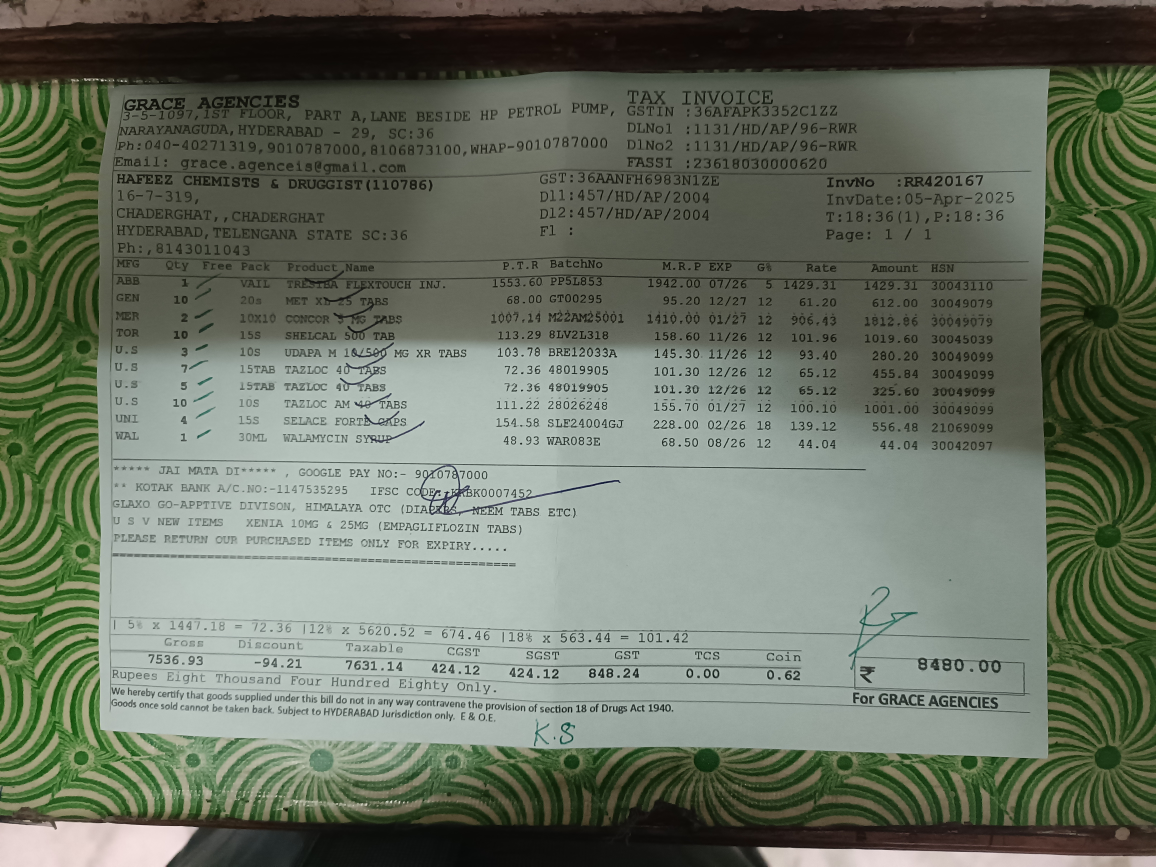 GRACE AGENCIES
3-5-1097,1ST FLOOR, PART A,LANE BESIDE HP PETROL PUMP,
NARAYANAGUDA,HYDERABAD - 29, SC:36
Ph:040-40271319,9010787000,8106873100,WHAP-9010787000
Email: grace.agenceis@gmail.com
TAX INVOICE
GSTIN :36AFAPK3352C1ZZ
DLNo1 :1131/HD/AP/96-RWR
DlNo2 :1131/HD/AP/96-RWR
FASSI :23618030000620
HAFEEZ CHEMISTS & DRUGGIST(110786)
16-7-319,
CHADERGHAT,,CHADERGHAT
HYDERABAD,TELENGANA STATE SC:36
Ph:,8143011043
GST:36AANFH6983N1ZE
Dl1:457/HD/AP/2004
Dl2:457/HD/AP/2004
Fl :
InvNo :RR420167
InvDate:05-Apr-2025
T:18:36(1),P:18:36
Page: 1 / 1
MFG Qty Free Pack Product Name P.T.R BatchNo M.R.P EXP G% Rate Amount HSN
ABB 1 VAIL TRESIBA FLEXTOUCH INJ. 1553.60 PP5L853 1942.00 07/26 5 1429.31 1429.31 30043110
GEN 10 20s MET XL 25 TABS 68.00 GT00295 95.20 12/27 12 61.20 612.00 30049079
MER 2 10X10 CONCOR 5 MG TABS 1007.14 M22AM25001 1410.00 01/27 12 906.43 1812.86 30049079
TOR 10 15S SHELCAL 500 TAB 113.29 8LV2L318 158.60 11/26 12 101.96 1019.60 30045039
U.S 3 10S UDAPA M 10/500 MG XR TABS 103.78 BRE12033A 145.30 11/26 12 93.40 280.20 30049099
U.S 7 15TAB TAZLOC 40 TABS 72.36 48019905 101.30 12/26 12 65.12 455.84 30049099
U.S 5 15TAB TAZLOC 40 TABS 72.36 48019905 101.30 12/26 12 65.12 325.60 30049099
U.S 10 10S TAZLOC AM 40 TABS 111.22 28026248 155.70 01/27 12 100.10 1001.00 30049099
UNI 4 15S SELACE FORTE CAPS 154.58 SLF24004GJ 228.00 02/26 18 139.12 556.48 21069099
WAL 1 30ML WALAMYCIN SYRUP 48.93 WAR083E 68.50 08/26 12 44.04 44.04 30042097
***** JAI MATA DI***** , GOOGLE PAY NO:- 9010787000
** KOTAK BANK A/C.NO:-1147535295 IFSC CODE:-KKBK0007452
GLAXO GO-APPTIVE DIVISON, HIMALAYA OTC (DIAPERS, NEEM TABS ETC)
U S V NEW ITEMS XENIA 10MG & 25MG (EMPAGLIFLOZIN TABS)
PLEASE RETURN OUR PURCHASED ITEMS ONLY FOR EXPIRY.....
| 5% x 1447.18 = 72.36 |12% x 5620.52 = 674.46 |18% x 563.44 = 101.42
Gross Discount Taxable CGST SGST GST TCS Coin
7536.93 -94.21 7631.14 424.12 424.12 848.24 0.00 0.62
₹ 8480.00
Rupees Eight Thousand Four Hundred Eighty Only.
For GRACE AGENCIES
We hereby certify that goods supplied under this bill do not in any way contravene the provision of section 18 of Drugs Act 1940.
Goods once sold cannot be taken back. Subject to HYDERABAD Jurisdiction only. E & O.E.
K.S